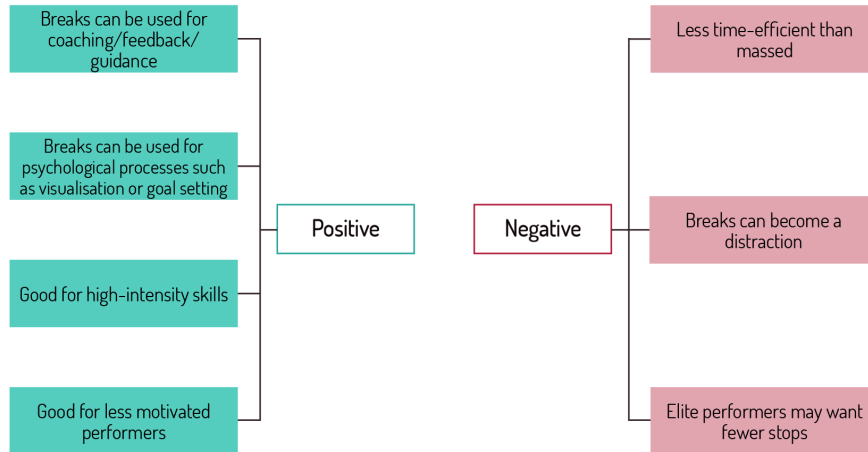 Breaks can be used for
coaching/feedback/
guidance
Breaks can be used for
psychological processes such
as visualisation or goal setting
Good for high-intensity skills
Good for less motivated
performers
Positive
Negative
Less time-efficient than
massed
Breaks can become a
distraction
Elite performers may want
fewer stops